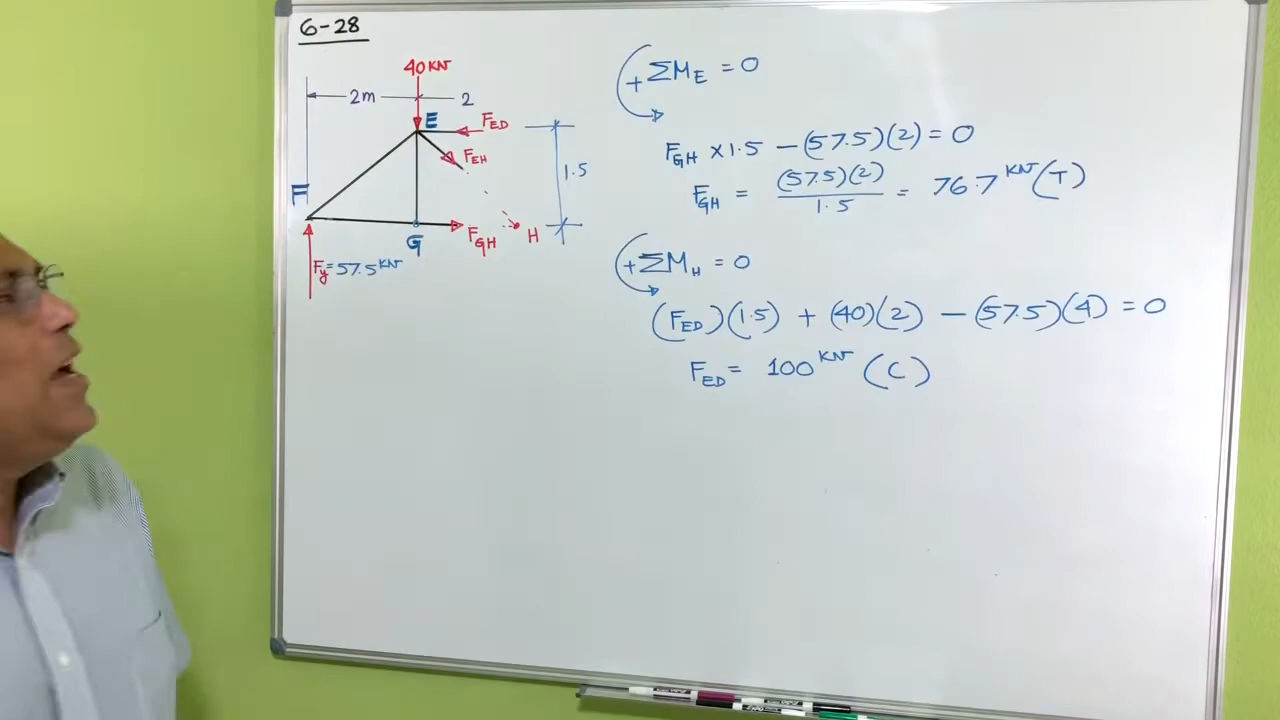 6-28
40KN
2m 2
E F_ED
F_EH
1.5
F
G F_GH H
F_y=57.5^KN
+ΣM_E = 0
F_GH × 1.5 - (57.5)(2) = 0
F_GH = (57.5)(2) / 1.5 = 76.7^KN (T)
+ΣM_H = 0
(F_ED)(1.5) + (40)(2) - (57.5)(4) = 0
F_ED = 100^KN (C)